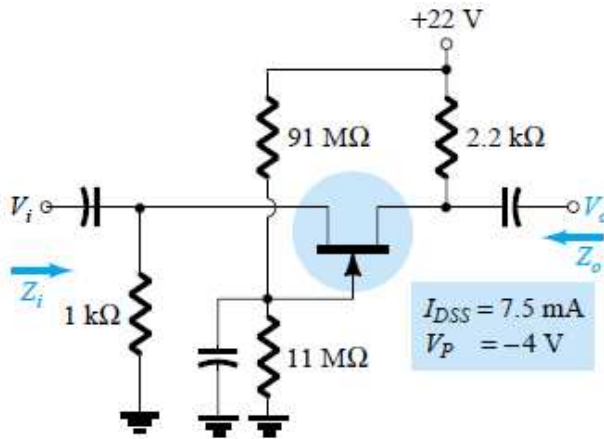 +22 V
91 MΩ
2.2 kΩ
V_i
V_o
Z_i
Z_o
1 kΩ
11 MΩ
I_DSS = 7.5 mA
V_P = −4 V